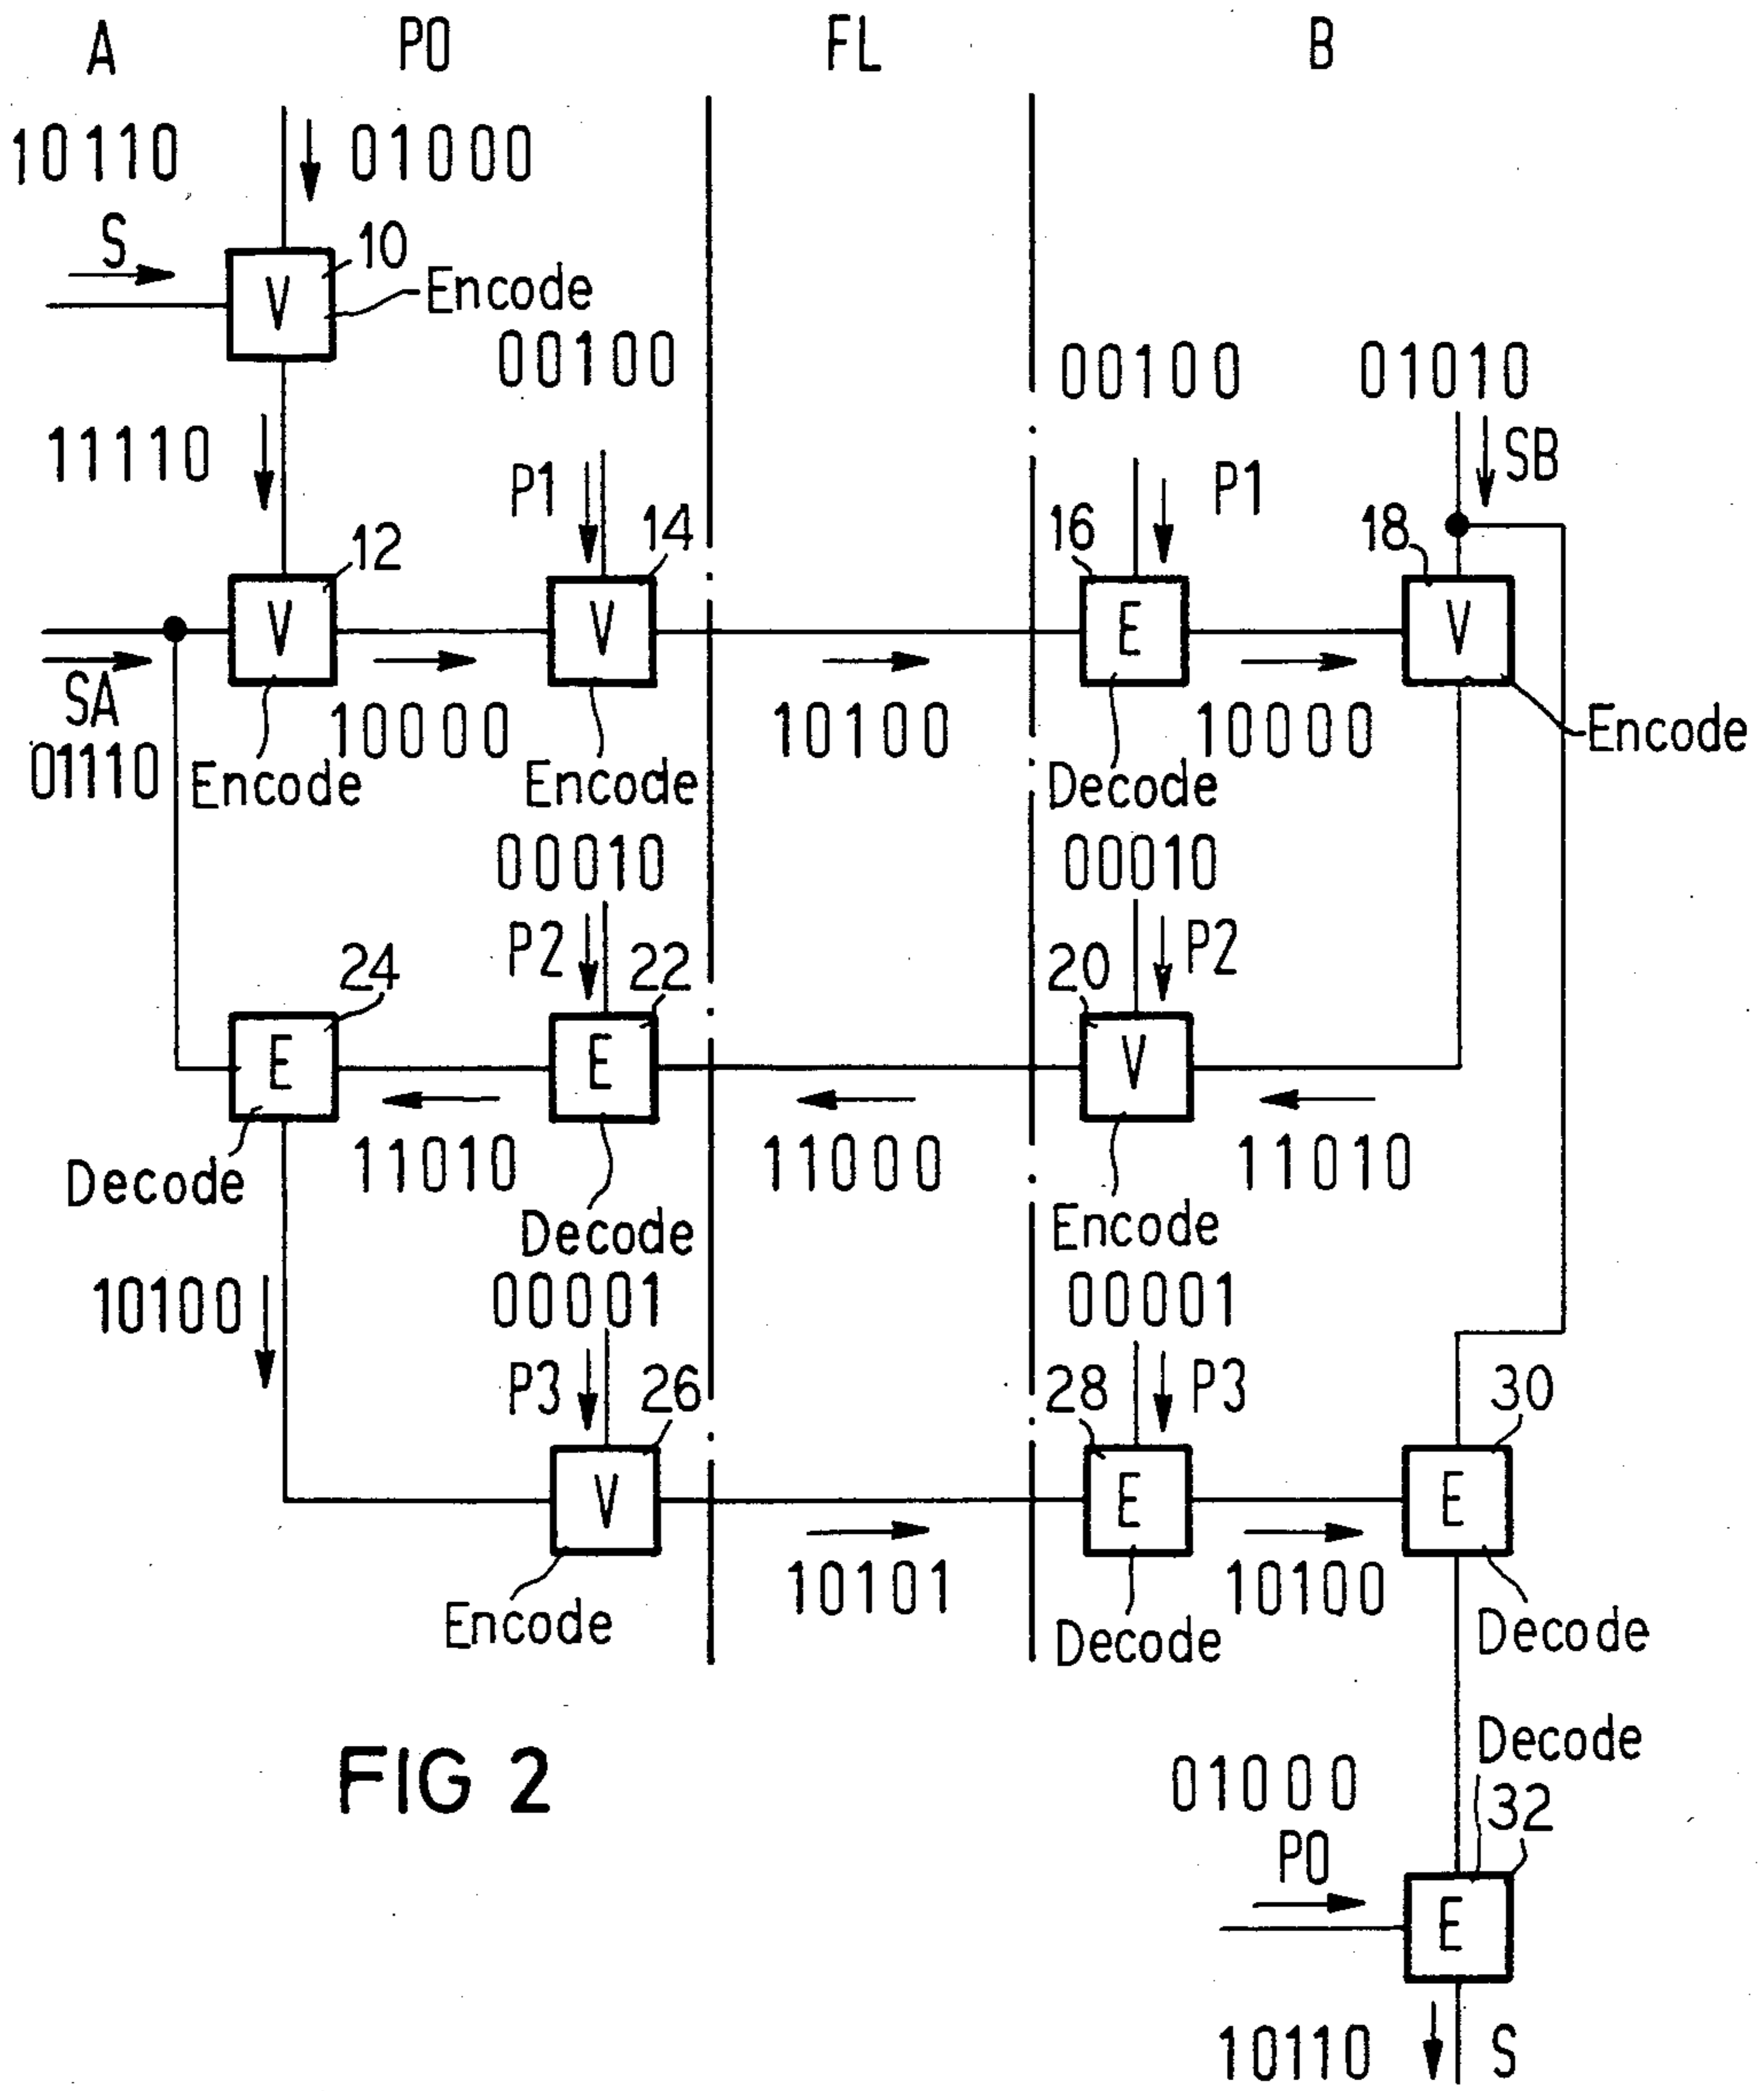 A P0 FL B
10110 01000
S 10
V Encode
00100 00100 01010
11110 P1 14 16 P1 18 SB
12
V V E V
SA 10000 10100 10000 Encode
01110 Encode Encode Decode
00010 00010
24 P2 22 20 P2
E E V
Decode 11010 11000 11010
Decode Encode
10100 00001 00001
P3 26 28 P3 30
V E E
10101 10100
Encode Decode Decode
FIG 2 01000 Decode
P0 32
E
10110 S